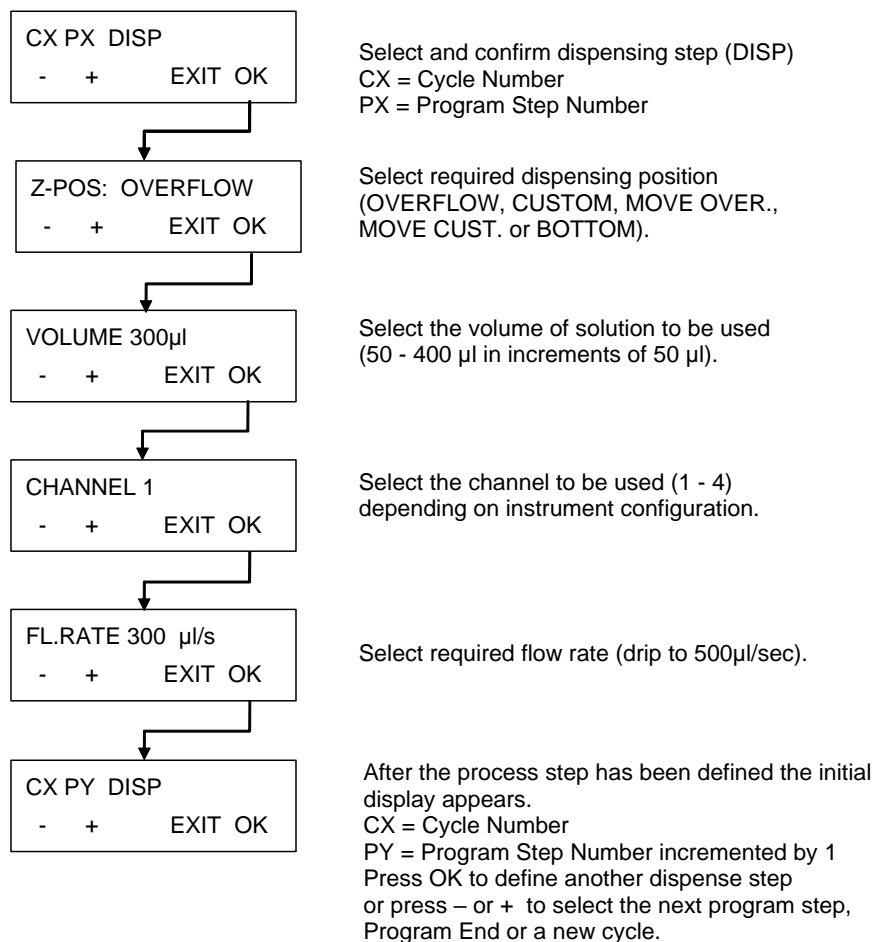 CX PX DISP
- + EXIT OK
Select and confirm dispensing step (DISP)
CX = Cycle Number
PX = Program Step Number
Z-POS: OVERFLOW
- + EXIT OK
Select required dispensing position
(OVERFLOW, CUSTOM, MOVE OVER.,
MOVE CUST. or BOTTOM).
VOLUME 300µl
- + EXIT OK
Select the volume of solution to be used
(50 - 400 µl in increments of 50 µl).
CHANNEL 1
- + EXIT OK
Select the channel to be used (1 - 4)
depending on instrument configuration.
FL.RATE 300 µl/s
- + EXIT OK
Select required flow rate (drip to 500µl/sec).
CX PY DISP
- + EXIT OK
After the process step has been defined the initial
display appears.
CX = Cycle Number
PY = Program Step Number incremented by 1
Press OK to define another dispense step
or press – or + to select the next program step,
Program End or a new cycle.